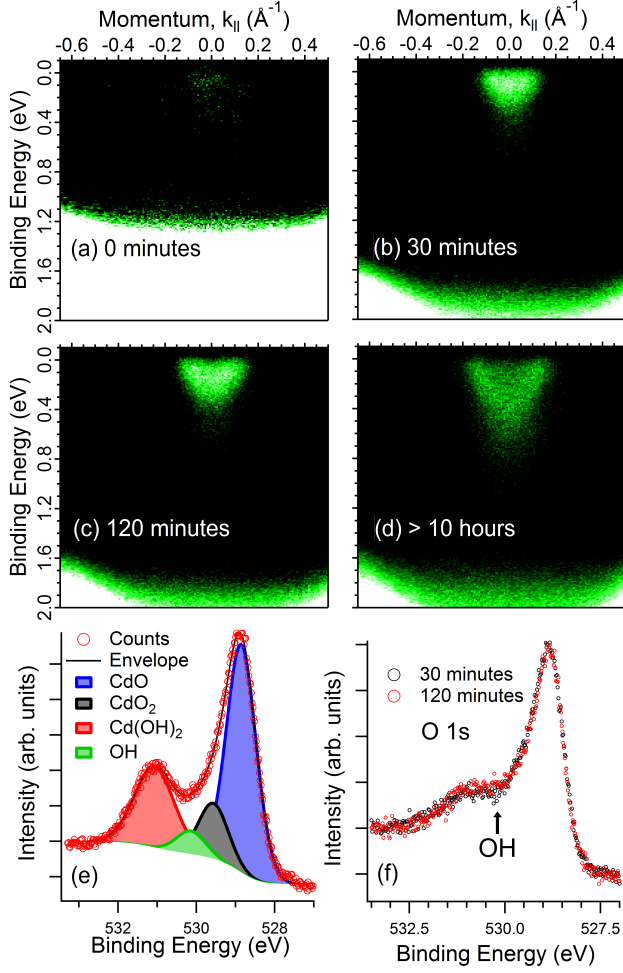 Momentum, k|| (Å⁻¹) Momentum, k|| (Å⁻¹)
-0.6 -0.4 -0.2 0.0 0.2 0.4 -0.6 -0.4 -0.2 0.0 0.2 0.4
Binding Energy (eV)
0.0
0.4
0.8
1.2
1.6
2.0
(a) 0 minutes
(b) 30 minutes
Binding Energy (eV)
0.0
0.4
0.8
1.2
1.6
2.0
(c) 120 minutes
(d) > 10 hours
Intensity (arb. units)
Counts
Envelope
CdO
CdO₂
Cd(OH)₂
OH
(e)
532 530 528
Binding Energy (eV)
Intensity (arb. units)
30 minutes
120 minutes
O 1s
OH
(f)
532.5 530.0 527.5
Binding Energy (eV)